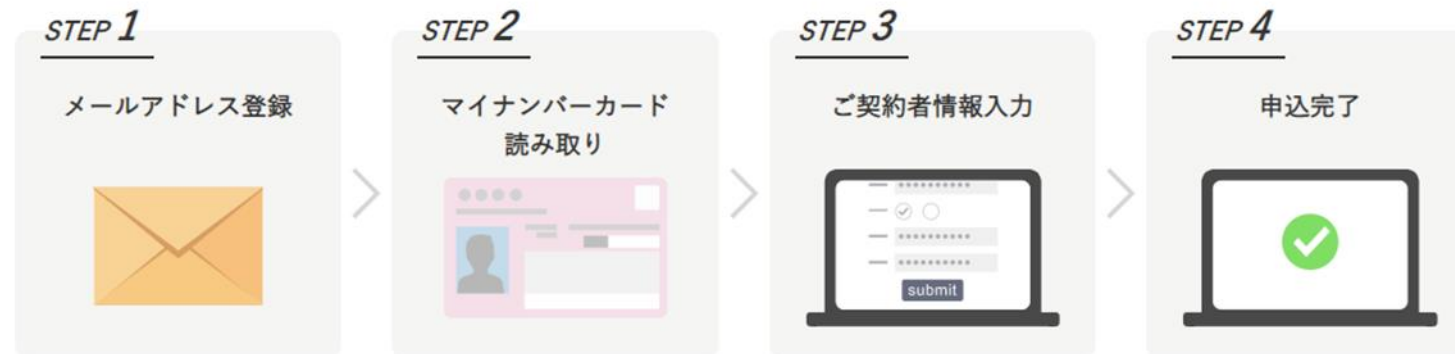 STEP 1
メールアドレス登録
STEP 2
マイナンバーカード
読み取り
STEP 3
ご契約者情報入力
submit
STEP 4
申込完了